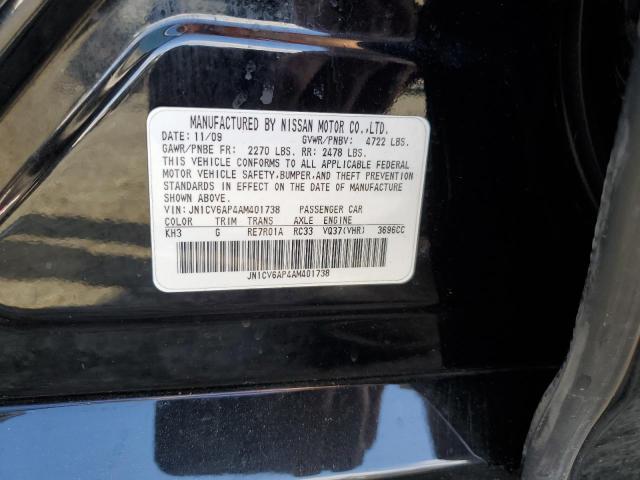 MANUFACTURED BY NISSAN MOTOR CO.,LTD.
DATE: 11/09 GVWR/PNBV: 4722 LBS.
GAWR/PNBE FR: 2270 LBS. RR: 2478 LBS.
THIS VEHICLE CONFORMS TO ALL APPLICABLE FEDERAL
MOTOR VEHICLE SAFETY,BUMPER,AND THEFT PREVENTION
STANDARDS IN EFFECT ON THE DATE OF MANUFACTURE
SHOWN ABOVE.
VIN: JN1CV6AP4AM401738 PASSENGER CAR
COLOR TRIM TRANS AXLE ENGINE
KH3 G RE7R01A RC33 VQ37(VHR) 3696CC
JN1CV6AP4AM401738